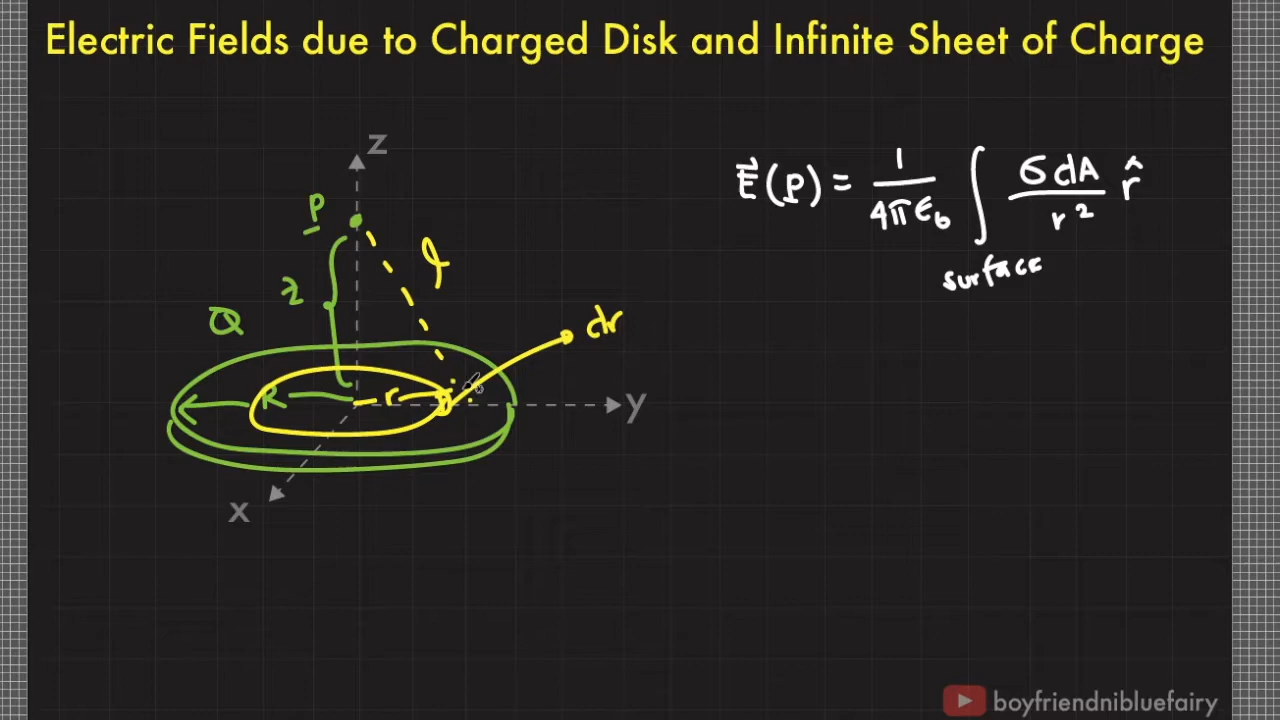 Electric Fields due to Charged Disk and Infinite Sheet of Charge
z
P
E⃗(P) = 1/4πϵ₀ ∫ σdA/r² r̂
surface
z
Q
dr
R
r
y
x
boyfriendnibluefairy